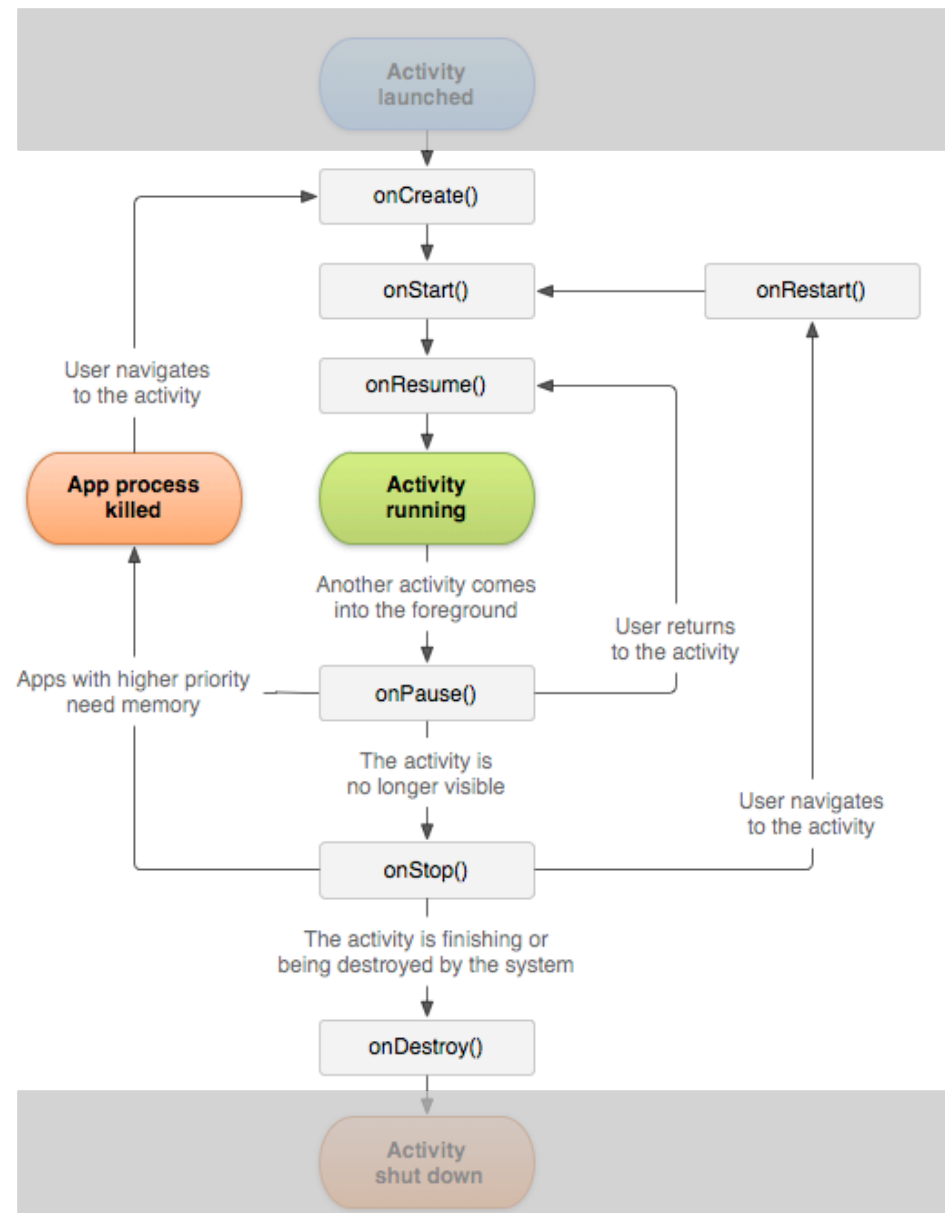 Activity
launched
onCreate()
onStart()
onRestart()
User navigates
to the activity
onResume()
App process
killed
Activity
running
Another activity comes
into the foreground
User returns
to the activity
Apps with higher priority
need memory
onPause()
The activity is
no longer visible
User navigates
to the activity
onStop()
The activity is finishing or
being destroyed by the system
onDestroy()
Activity
shut down